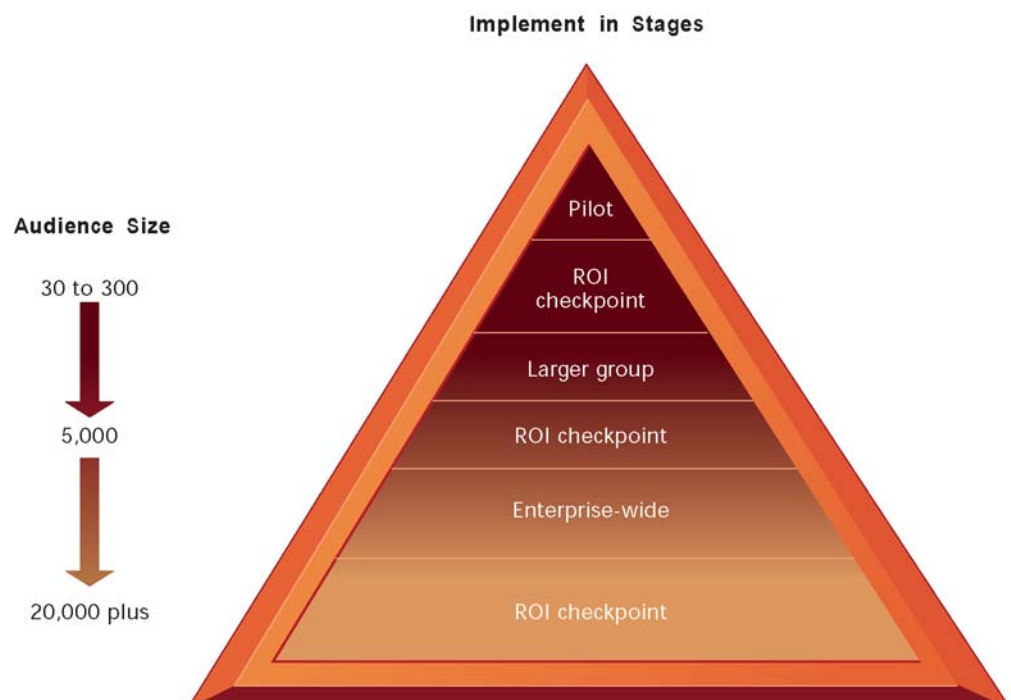 Implement in Stages
Audience Size
30 to 300
5,000
20,000 plus
Pilot
ROI
checkpoint
Larger group
ROI checkpoint
Enterprise-wide
ROI checkpoint